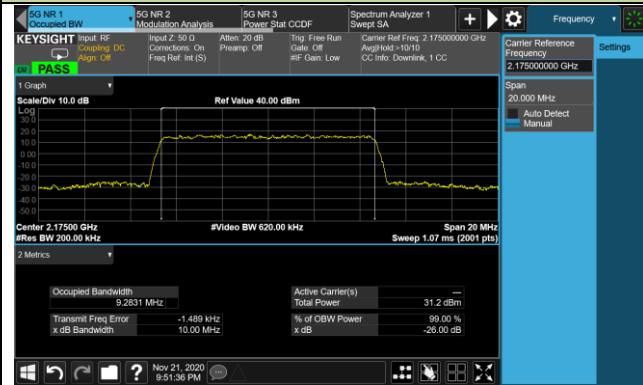 5G NR 1
Occupied BW
5G NR 2
Modulation Analysis
5G NR 3
Power Stat CCDF
Spectrum Analyzer 1
Swept SA
+
Frequency
KEYSIGHT
Input: RF
Coupling: DC
Align: Off
Input Z: 50 Ω
Corrections: On
Freq Ref: Int (S)
Atten: 20 dB
Preamp: Off
Trig: Free Run
Gate: Off
#IF Gain: Low
Carrier Ref Freq: 2.175000000 GHz
Avg|Hold:>10/10
CC Info: Downlink, 1 CC
PASS
Carrier Reference
Frequency
2.175000000 GHz
Settings
Span
20.000 MHz
Auto Detect
Manual
1 Graph
Scale/Div 10.0 dB
Ref Value 40.00 dBm
Log
30.0
20.0
10.0
0.00
-10.0
-20.0
-30.0
-40.0
-50.0
Center 2.17500 GHz
#Video BW 620.00 kHz
Span 20 MHz
#Res BW 200.00 kHz
Sweep 1.07 ms (2001 pts)
2 Metrics
Occupied Bandwidth
9.2831 MHz
Active Carrier(s)
---
Total Power
31.2 dBm
Transmit Freq Error
-1.489 kHz
% of OBW Power
99.00 %
x dB Bandwidth
10.00 MHz
x dB
-26.00 dB
?
Nov 21, 2020
9:51:36 PM